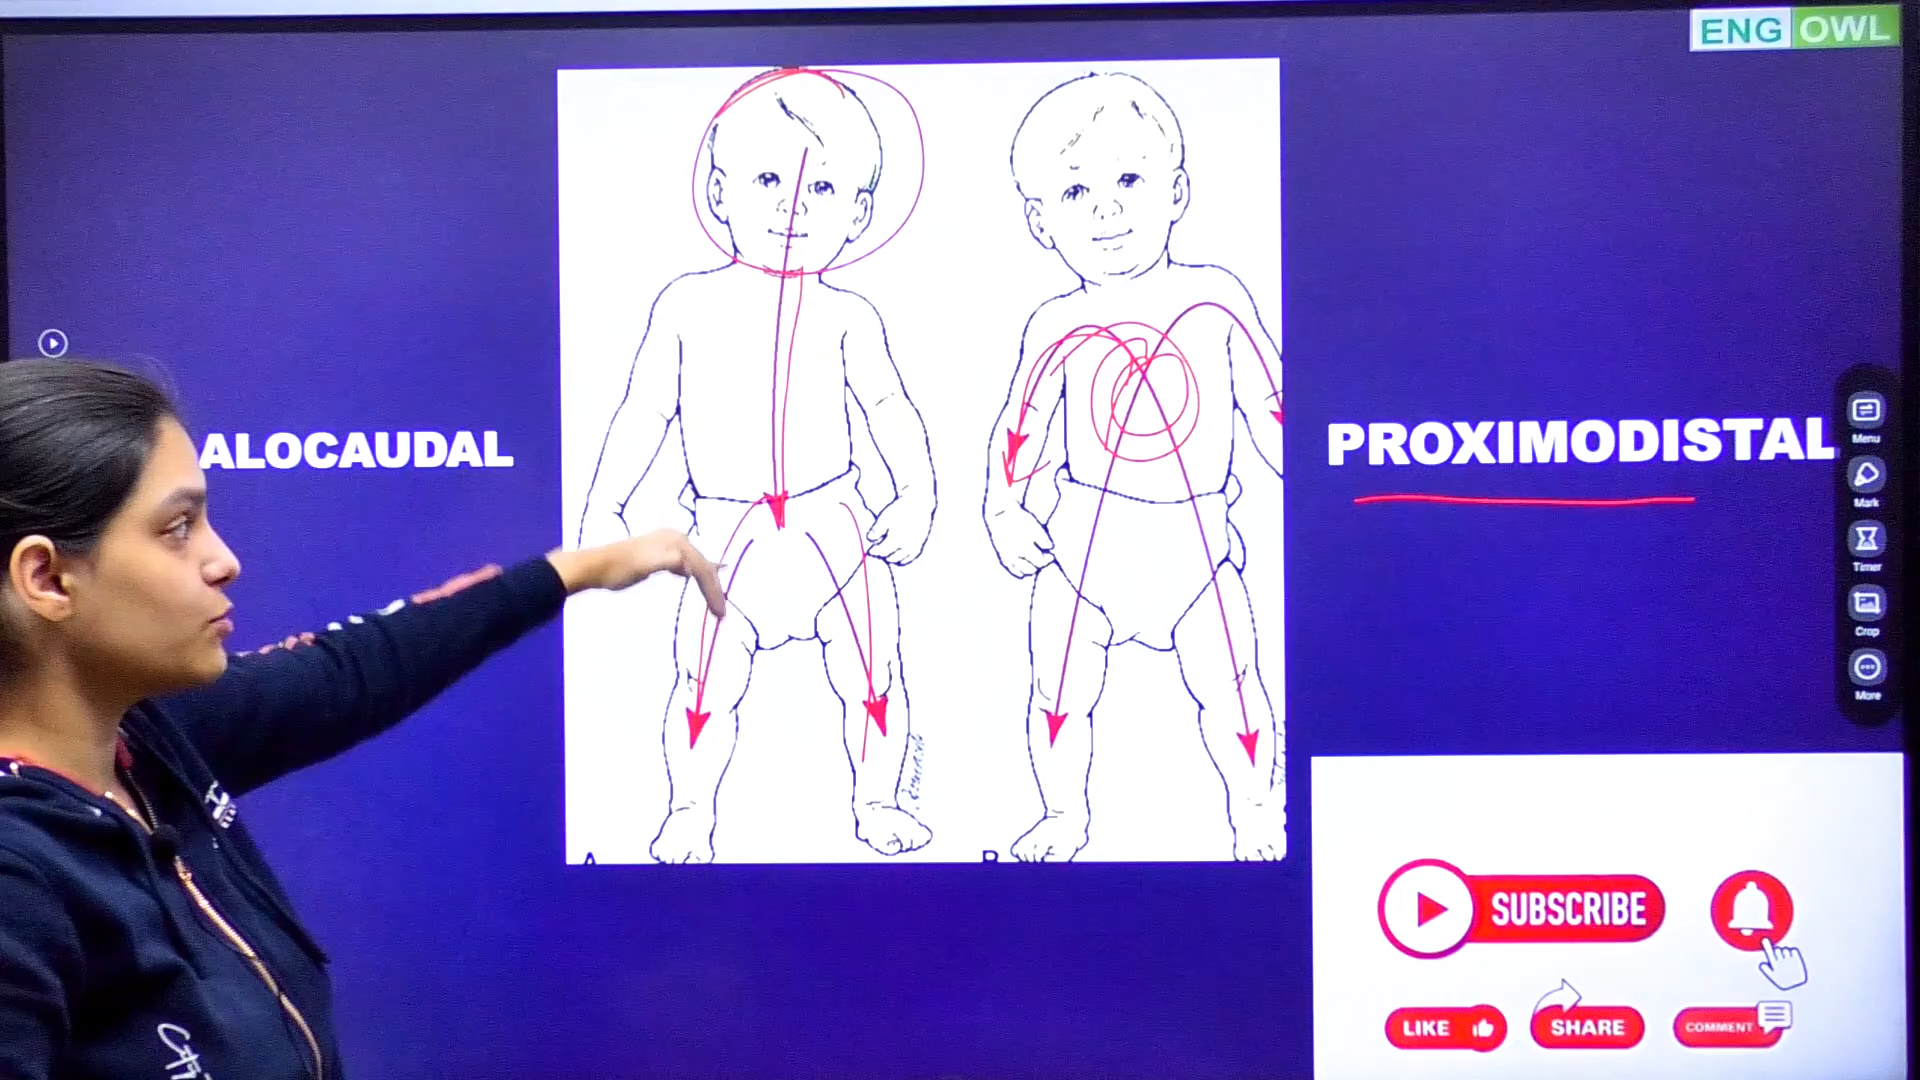 ENG OWL
ALOCAUDAL
PROXIMODISTAL
Menu
Mark
Timer
Crop
More
A
B
SUBSCRIBE
LIKE
SHARE
COMMENT